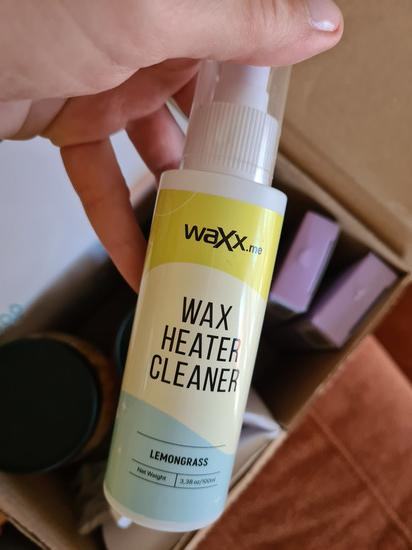 waxx.me
WAX
HEATER
CLEANER
LEMONGRASS
Net Weight 3,38 oz/100ml